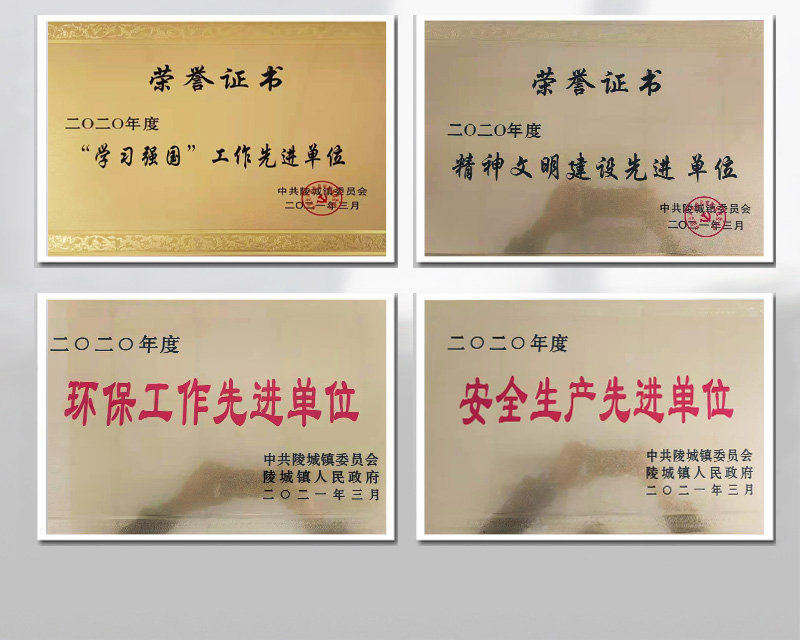 荣誉证书
二〇二〇年度
“学习强国”工作先进单位
中共陵城镇委员会
二〇二一年三月
荣誉证书
二〇二〇年度
精神文明建设先进单位
中共陵城镇委员会
二〇二一年三月
二〇二〇年度
环保工作先进单位
中共陵城镇委员会
陵城镇人民政府
二〇二一年三月
二〇二〇年度
安全生产先进单位
中共陵城镇委员会
陵城镇人民政府
二〇二一年三月